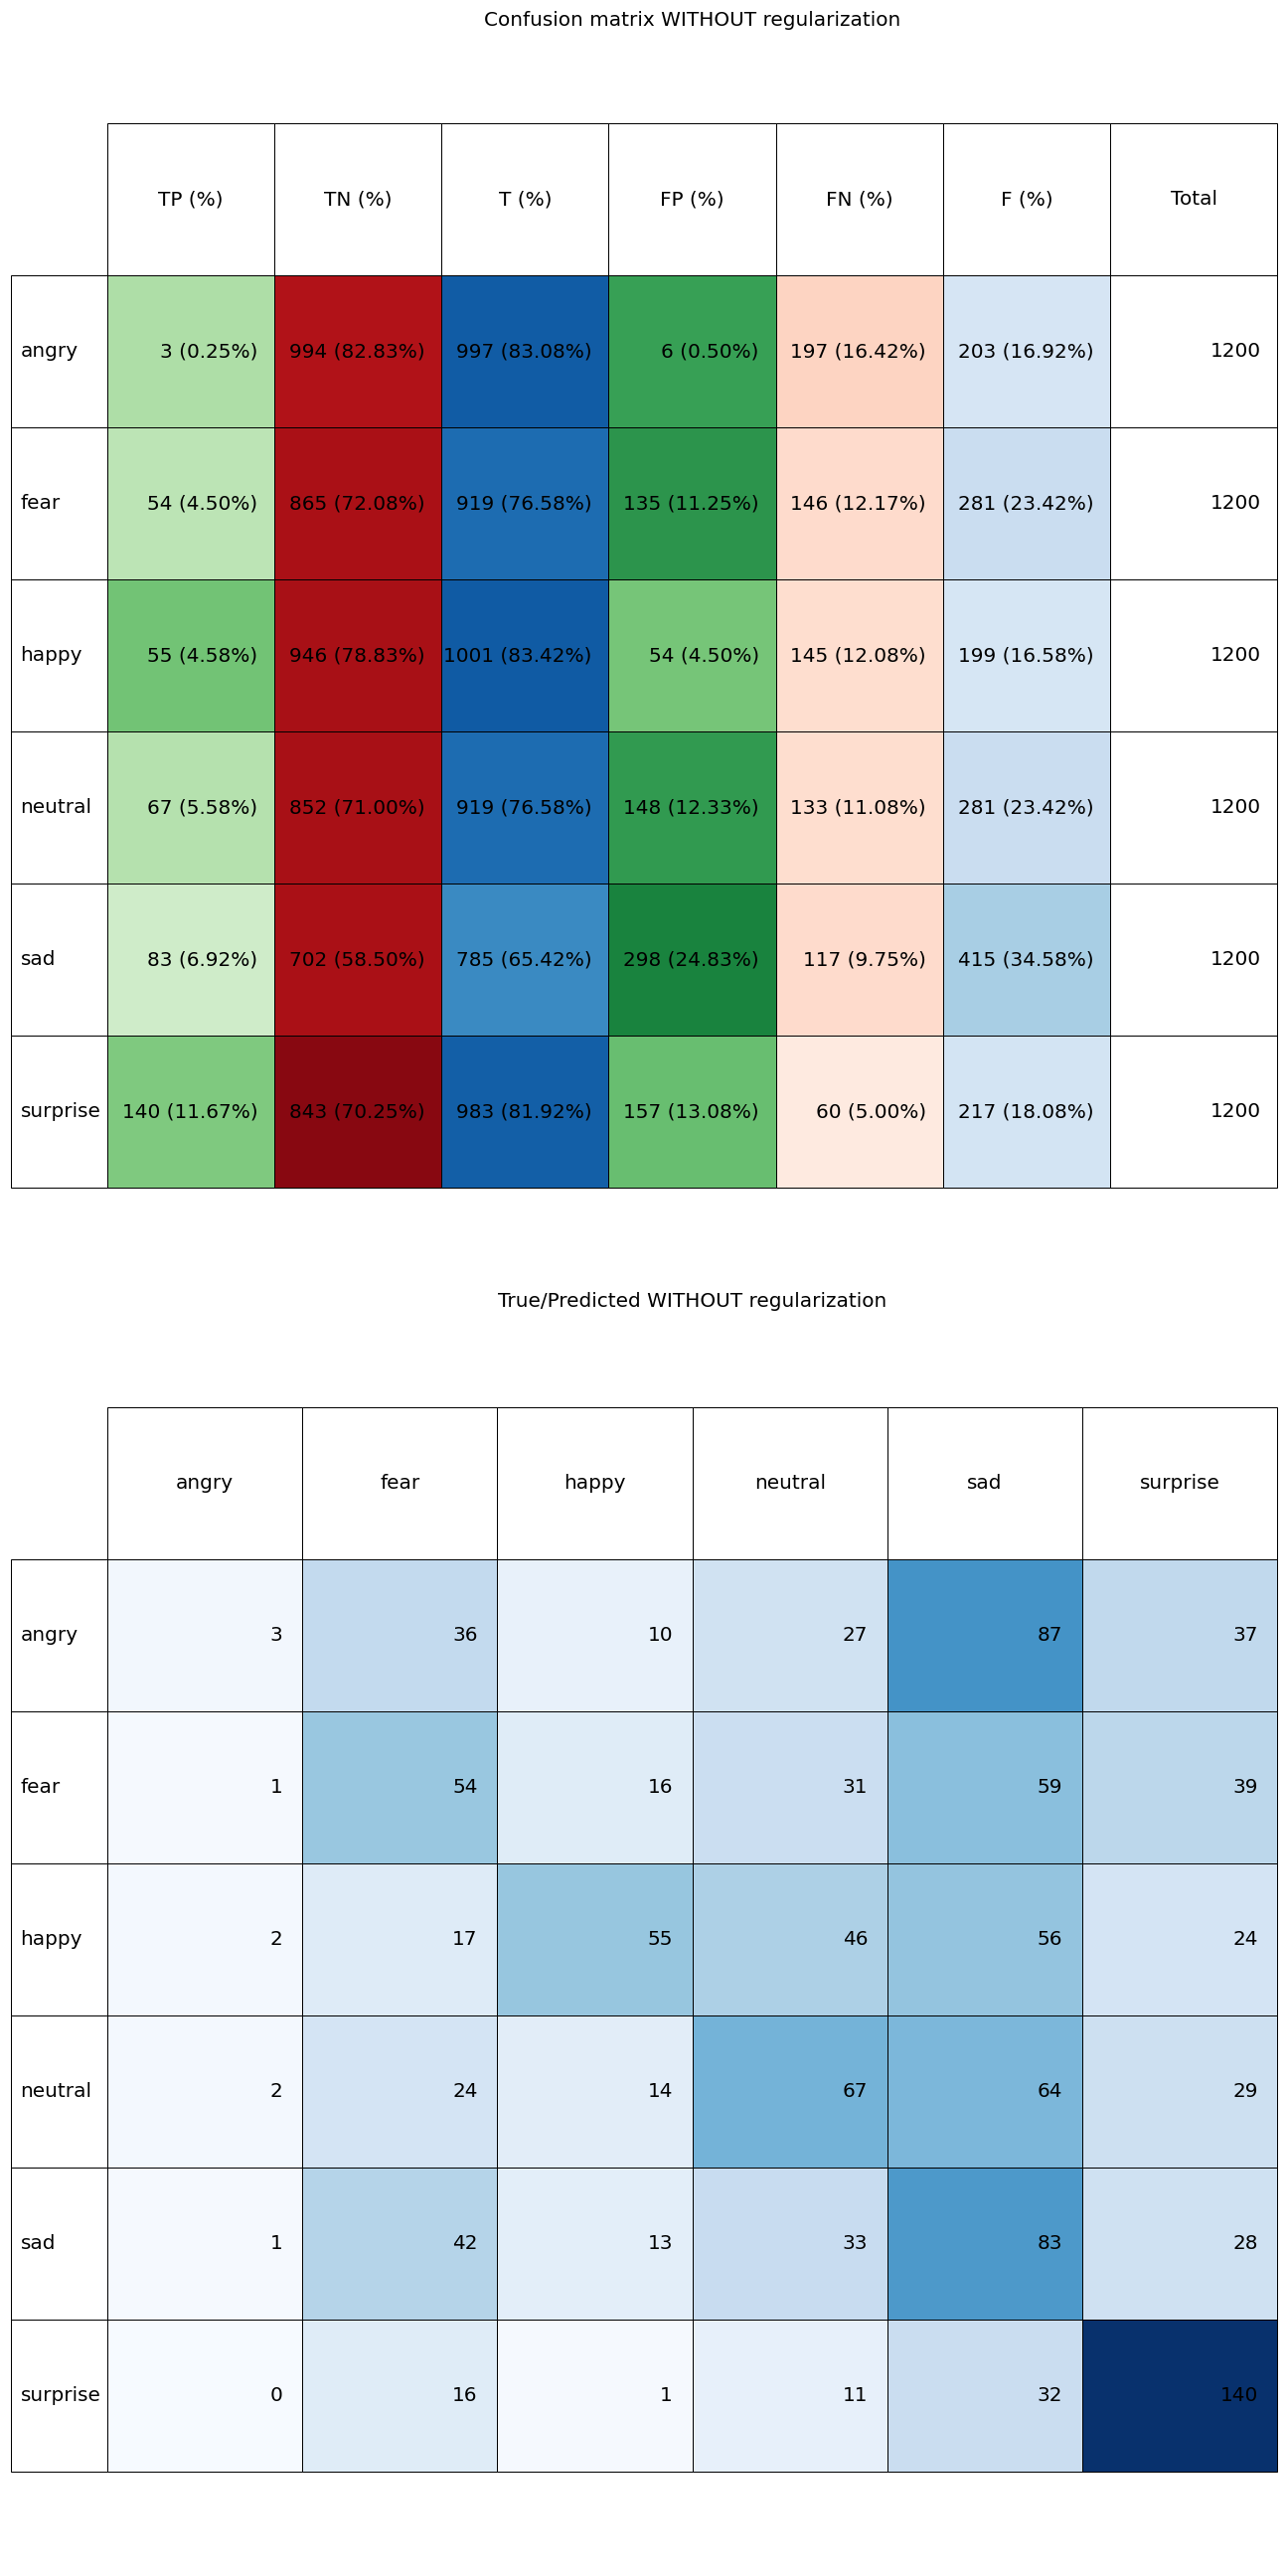 Confusion matrix WITHOUT regularization
TP (%) TN (%) T (%) FP (%) FN (%) F (%) Total
angry 3 (0.25%) 994 (82.83%) 997 (83.08%) 6 (0.50%) 197 (16.42%) 203 (16.92%) 1200
fear 54 (4.50%) 865 (72.08%) 919 (76.58%) 135 (11.25%) 146 (12.17%) 281 (23.42%) 1200
happy 55 (4.58%) 946 (78.83%) 1001 (83.42%) 54 (4.50%) 145 (12.08%) 199 (16.58%) 1200
neutral 67 (5.58%) 852 (71.00%) 919 (76.58%) 148 (12.33%) 133 (11.08%) 281 (23.42%) 1200
sad 83 (6.92%) 702 (58.50%) 785 (65.42%) 298 (24.83%) 117 (9.75%) 415 (34.58%) 1200
surprise 140 (11.67%) 843 (70.25%) 983 (81.92%) 157 (13.08%) 60 (5.00%) 217 (18.08%) 1200
True/Predicted WITHOUT regularization
angry fear happy neutral sad surprise
angry 3 36 10 27 87 37
fear 1 54 16 31 59 39
happy 2 17 55 46 56 24
neutral 2 24 14 67 64 29
sad 1 42 13 33 83 28
surprise 0 16 1 11 32 140